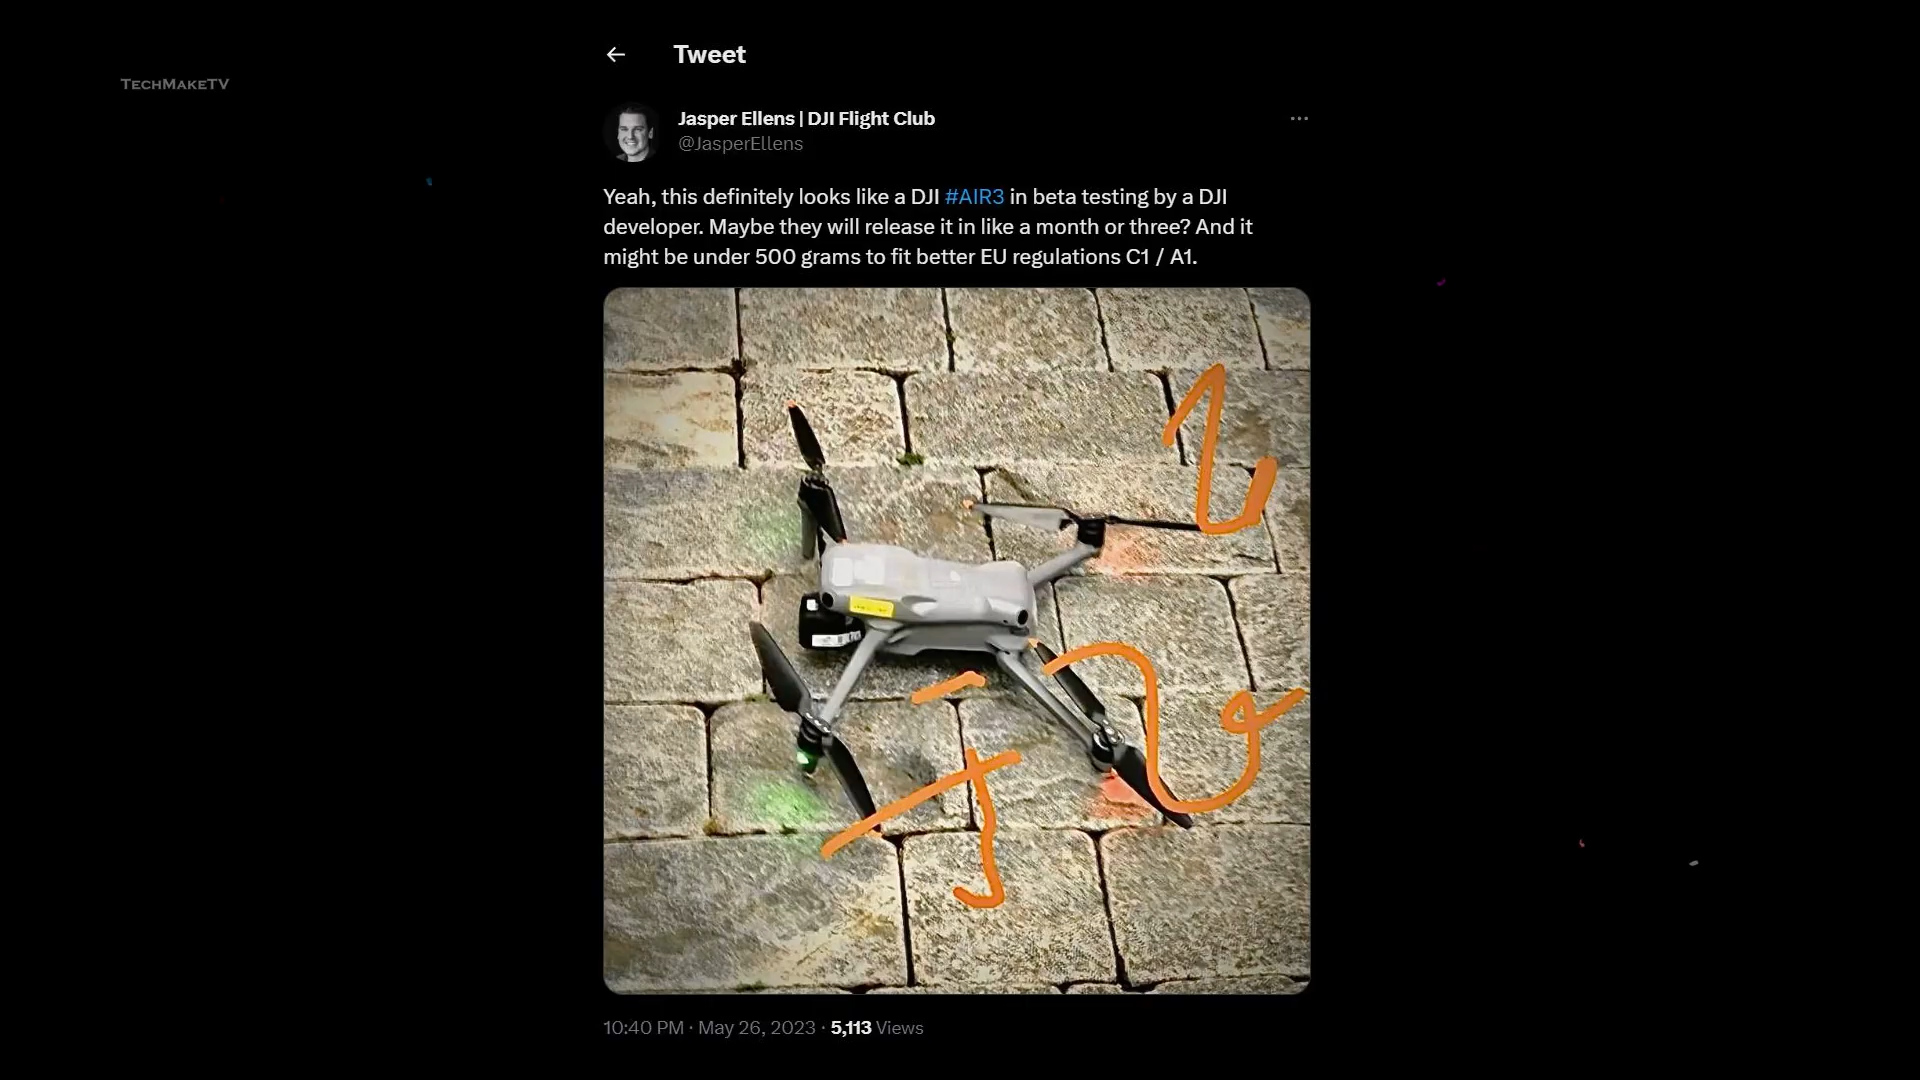 TECHMAKETV
Tweet
Jasper Ellens | DJI Flight Club
@JasperEllens
Yeah, this definitely looks like a DJI #AIR3 in beta testing by a DJI
developer. Maybe they will release it in like a month or three? And it
might be under 500 grams to fit better EU regulations C1 / A1.
10:40 PM · May 26, 2023 · 5,113 Views